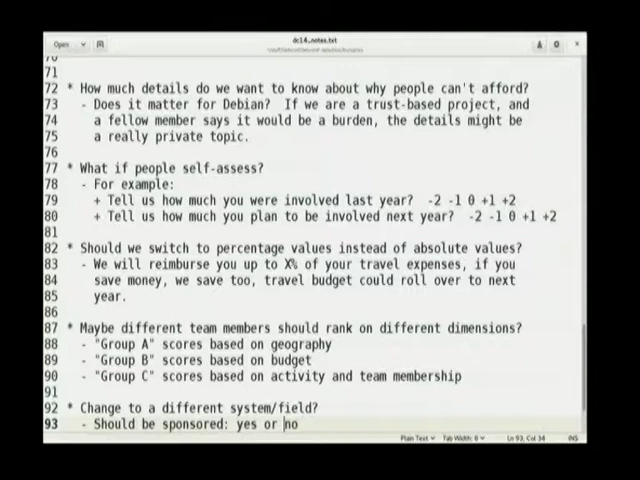 Open
dc14_notes.txt
70
71
72 * How much details do we want to know about why people can't afford?
73 - Does it matter for Debian? If we are a trust-based project, and
74 a fellow member says it would be a burden, the details might be
75 a really private topic.
76
77 * What if people self-assess?
78 - For example:
79 + Tell us how much you were involved last year? -2 -1 0 +1 +2
80 + Tell us how much you plan to be involved next year? -2 -1 0 +1 +2
81
82 * Should we switch to percentage values instead of absolute values?
83 - We will reimburse you up to X% of your travel expenses, if you
84 save money, we save too, travel budget could roll over to next
85 year.
86
87 * Maybe different team members should rank on different dimensions?
88 - "Group A" scores based on geography
89 - "Group B" scores based on budget
90 - "Group C" scores based on activity and team membership
91
92 * Change to a different system/field?
93 - Should be sponsored: yes or no
Plain Text Tab Width: 8 Ln 93, Col 34 INS